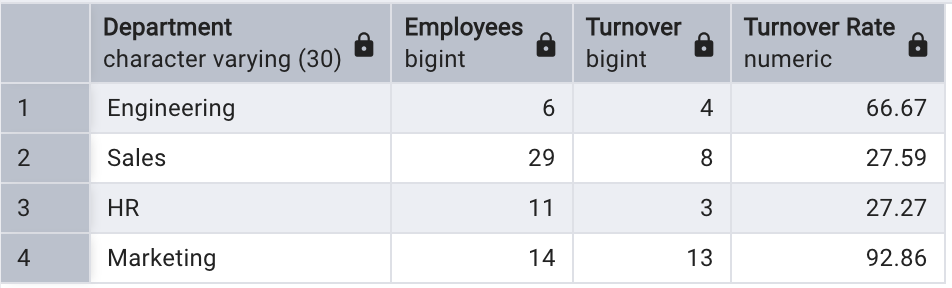 Department Employees Turnover Turnover Rate
character varying (30) bigint bigint numeric
1 Engineering 6 4 66.67
2 Sales 29 8 27.59
3 HR 11 3 27.27
4 Marketing 14 13 92.86